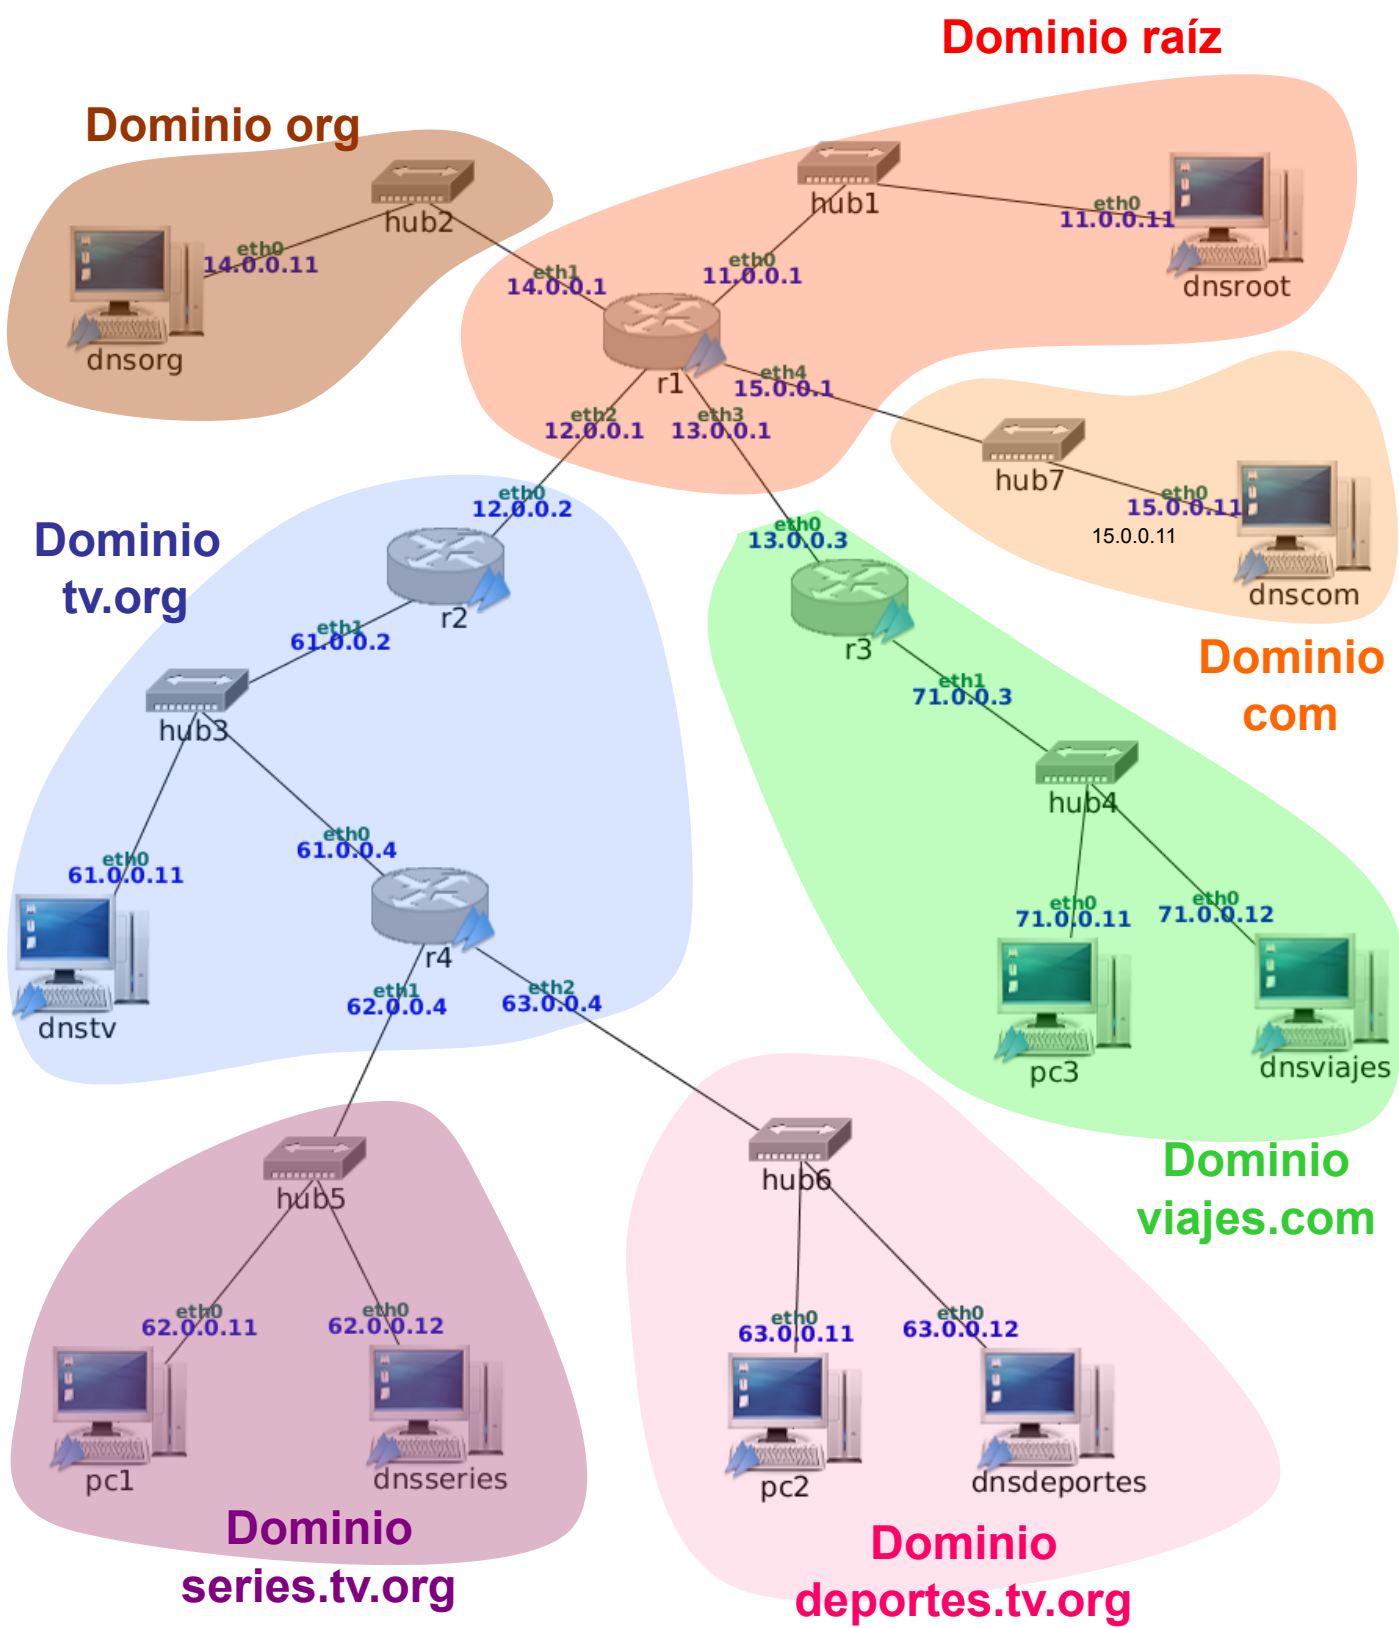 Dominio raíz
Dominio org
hub1
eth0
11.0.0.11
dnsroot
hub2
eth0
14.0.0.11
dnsorg
eth1
14.0.0.1
eth0
11.0.0.1
r1
eth4
15.0.0.1
eth2
12.0.0.1
eth3
13.0.0.1
hub7
eth0
15.0.0.11
15.0.0.11
dnscom
Dominio
com
Dominio
tv.org
eth0
12.0.0.2
r2
eth1
61.0.0.2
hub3
eth0
61.0.0.11
dnstv
eth0
61.0.0.4
r4
eth1
62.0.0.4
eth2
63.0.0.4
eth0
13.0.0.3
r3
eth1
71.0.0.3
hub4
eth0
71.0.0.11
pc3
eth0
71.0.0.12
dnsviajes
Dominio
viajes.com
hub5
eth0
62.0.0.11
pc1
eth0
62.0.0.12
dnsseries
Dominio
series.tv.org
hub6
eth0
63.0.0.11
pc2
eth0
63.0.0.12
dnsdeportes
Dominio
deportes.tv.org